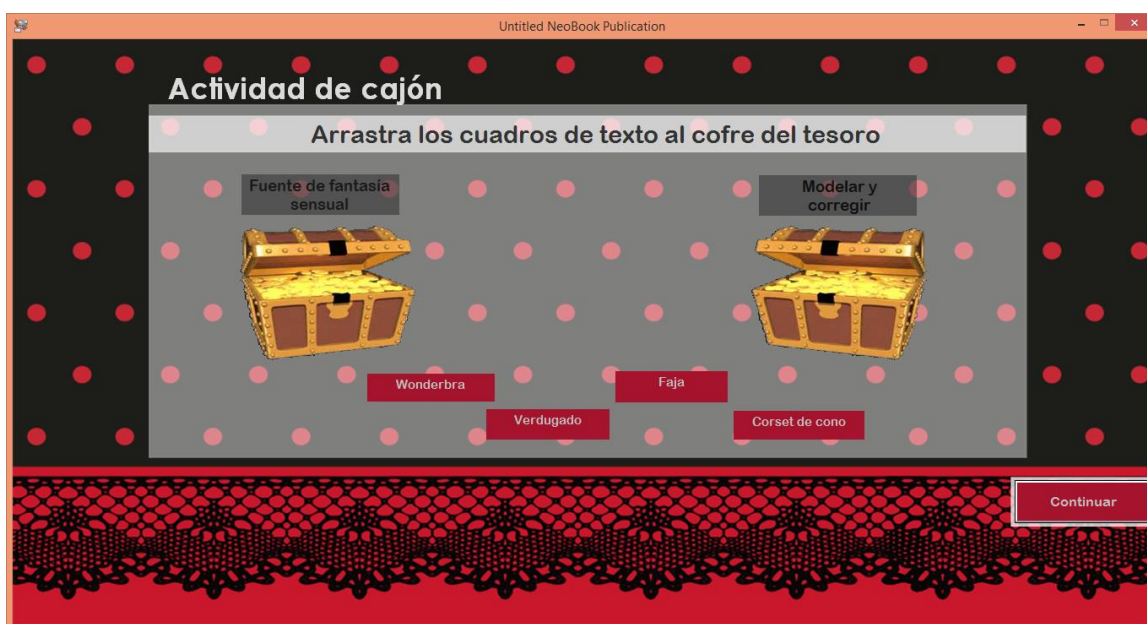 Untitled NeoBook Publication
Actividad de cajón
Arrastra los cuadros de texto al cofre del tesoro
Fuente de fantasía
sensual
Modelar y
corregir
Wonderbra
Faja
Verdugado
Corset de cono
Continuar